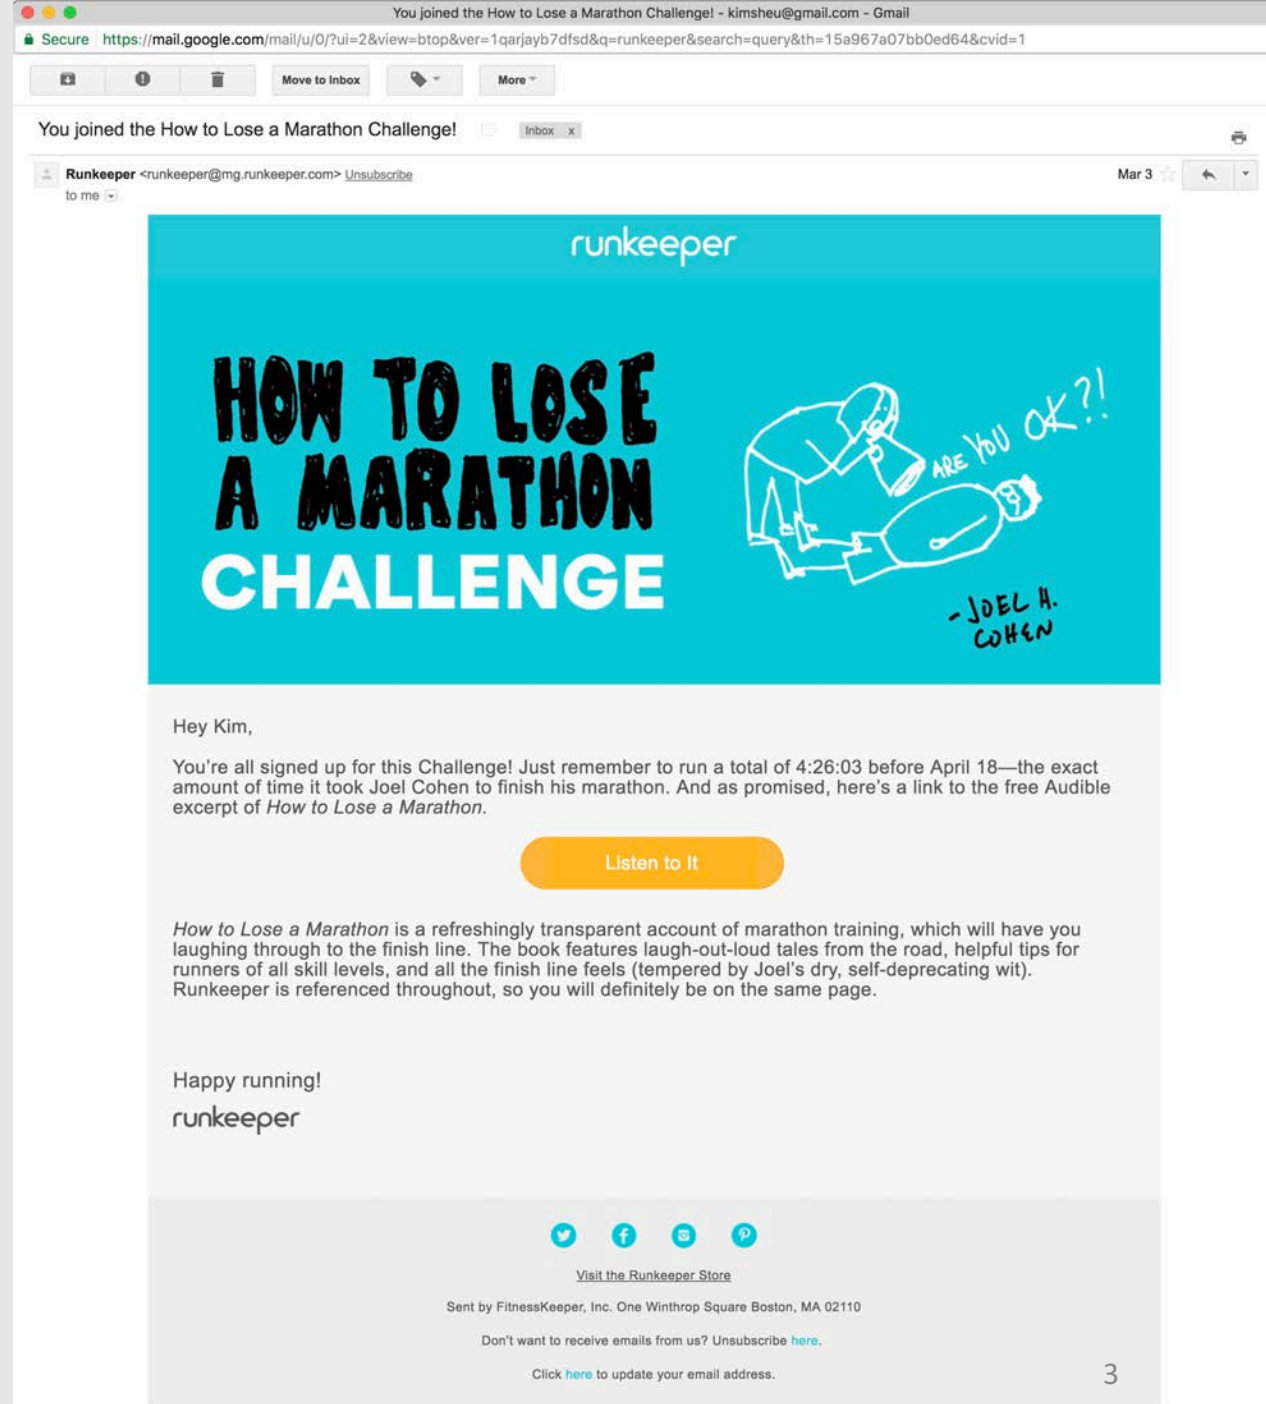 You joined the How to Lose a Marathon Challenge! - kimsheu@gmail.com - Gmail
Secure https://mail.google.com/mail/u/0/?ui=2&view=btop&ver=1qarjayb7dfsd&q=runkeeper&search=query&th=15a967a07bb0ed64&cvid=1
Move to Inbox More
You joined the How to Lose a Marathon Challenge! Inbox x
Runkeeper <runkeeper@mg.runkeeper.com> Unsubscribe Mar 3
to me
runkeeper
HOW TO LOSE
A MARATHON
CHALLENGE
ARE YOU OK?!
- JOEL H.
COHEN
Hey Kim,
You're all signed up for this Challenge! Just remember to run a total of 4:26:03 before April 18—the exact
amount of time it took Joel Cohen to finish his marathon. And as promised, here's a link to the free Audible
excerpt of How to Lose a Marathon.
Listen to It
How to Lose a Marathon is a refreshingly transparent account of marathon training, which will have you
laughing through to the finish line. The book features laugh-out-loud tales from the road, helpful tips for
runners of all skill levels, and all the finish line feels (tempered by Joel's dry, self-deprecating wit).
Runkeeper is referenced throughout, so you will definitely be on the same page.
Happy running!
runkeeper
Visit the Runkeeper Store
Sent by FitnessKeeper, Inc. One Winthrop Square Boston, MA 02110
Don't want to receive emails from us? Unsubscribe here.
Click here to update your email address.
3